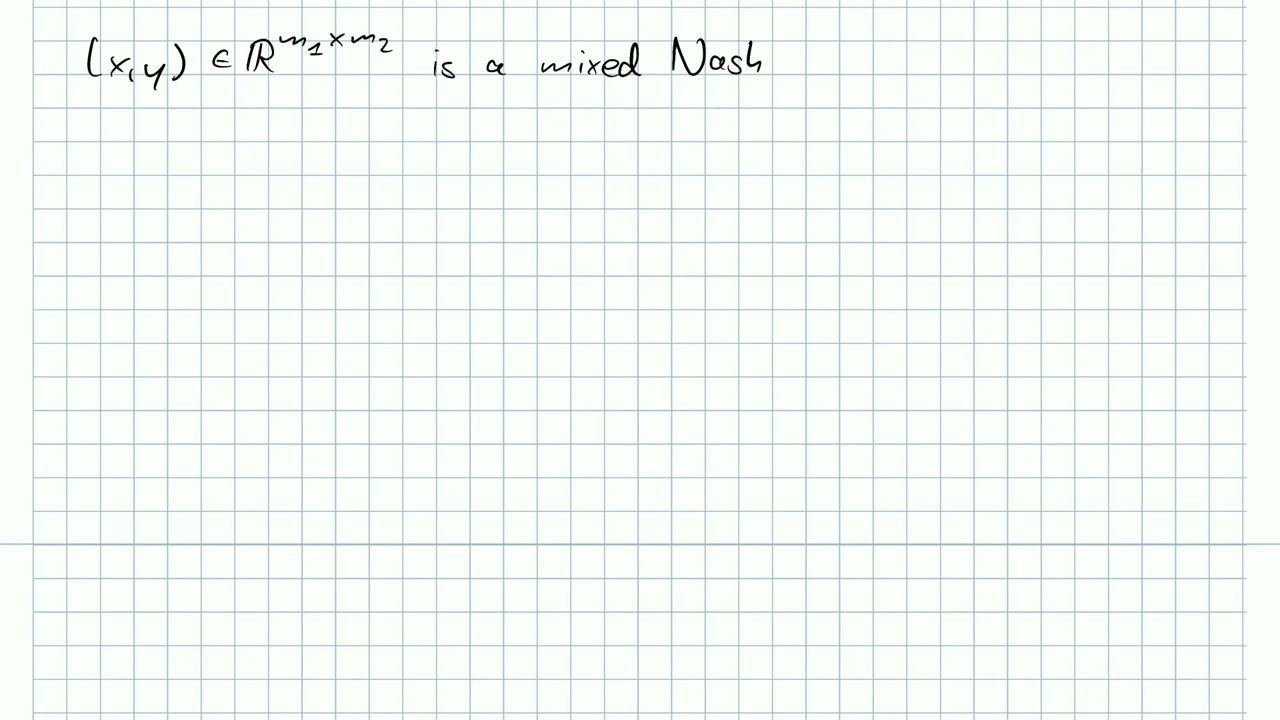 (x,y) ∈ ℝ^{m₁×m₂} is a mixed Nash